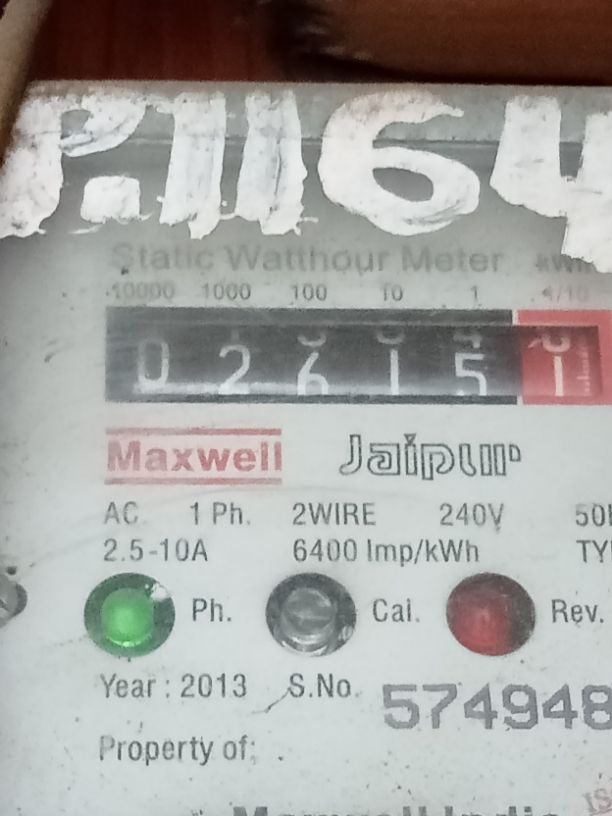 P.1164
Static Watthour Meter
10000 1000 100 10 1 1/10
0 2 6 1 5 1
Maxwell Jaipur
AC 1 Ph. 2WIRE 240V
2.5-10A 6400 Imp/kWh
Ph. Cal. Rev.
Year : 2013 S.No. 574948
Property of: